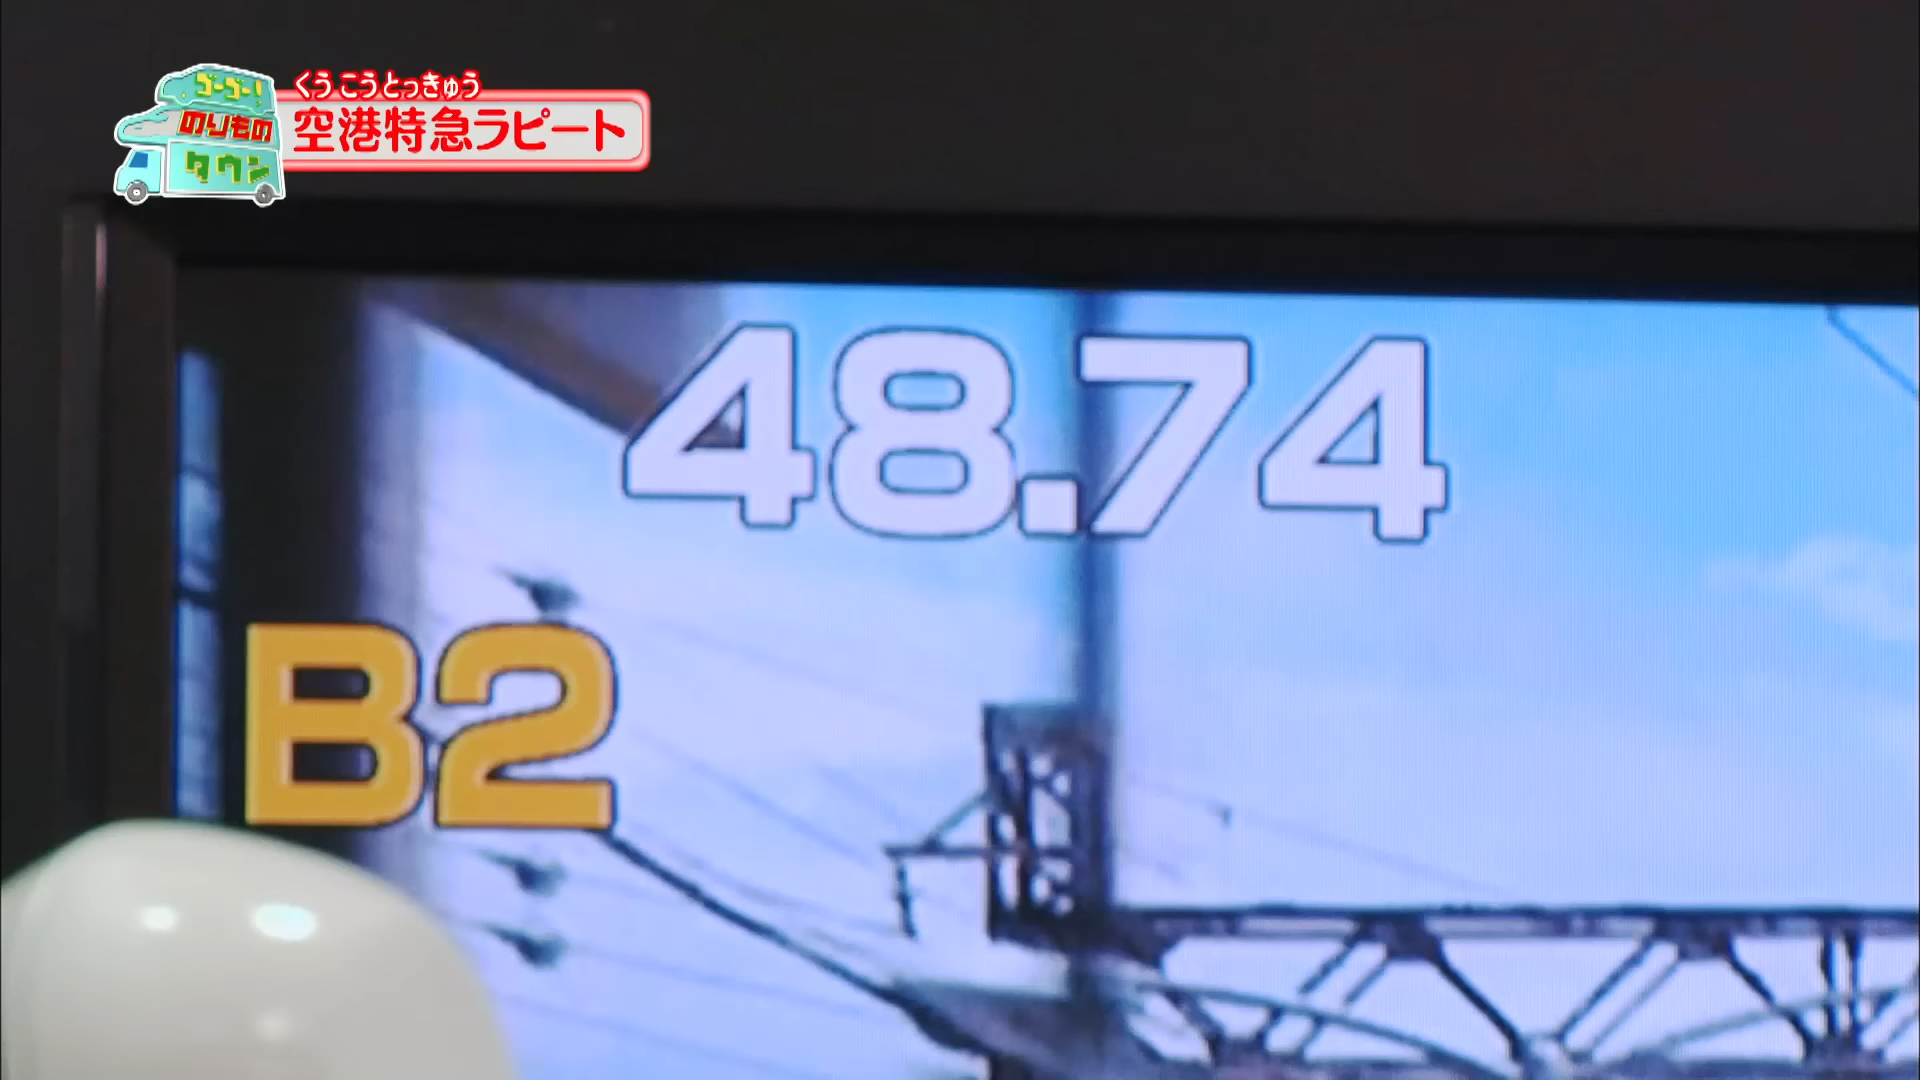 ゴーゴー!
のりもの
タウン
くうこうとっきゅう
空港特急ラピート
48.74
B2